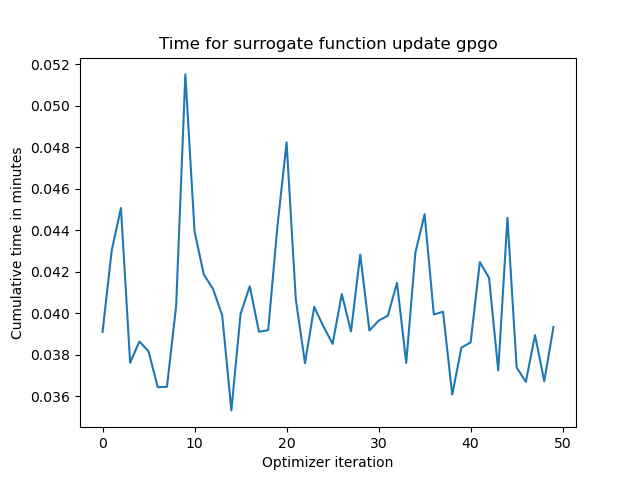 Time for surrogate function update gpgo
0.052
0.050
0.048
0.046
0.044
0.042
0.040
0.038
0.036
Cumulative time in minutes
0 10 20 30 40 50
Optimizer iteration